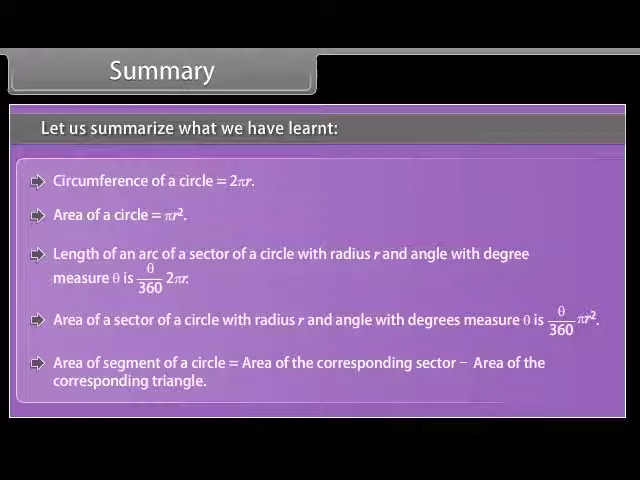 Summary
Let us summarize what we have learnt:
Circumference of a circle = 2πr.
Area of a circle = πr².
Length of an arc of a sector of a circle with radius r and angle with degree
measure θ is θ/360 2πr.
Area of a sector of a circle with radius r and angle with degrees measure θ is θ/360 πr².
Area of segment of a circle = Area of the corresponding sector − Area of the
corresponding triangle.